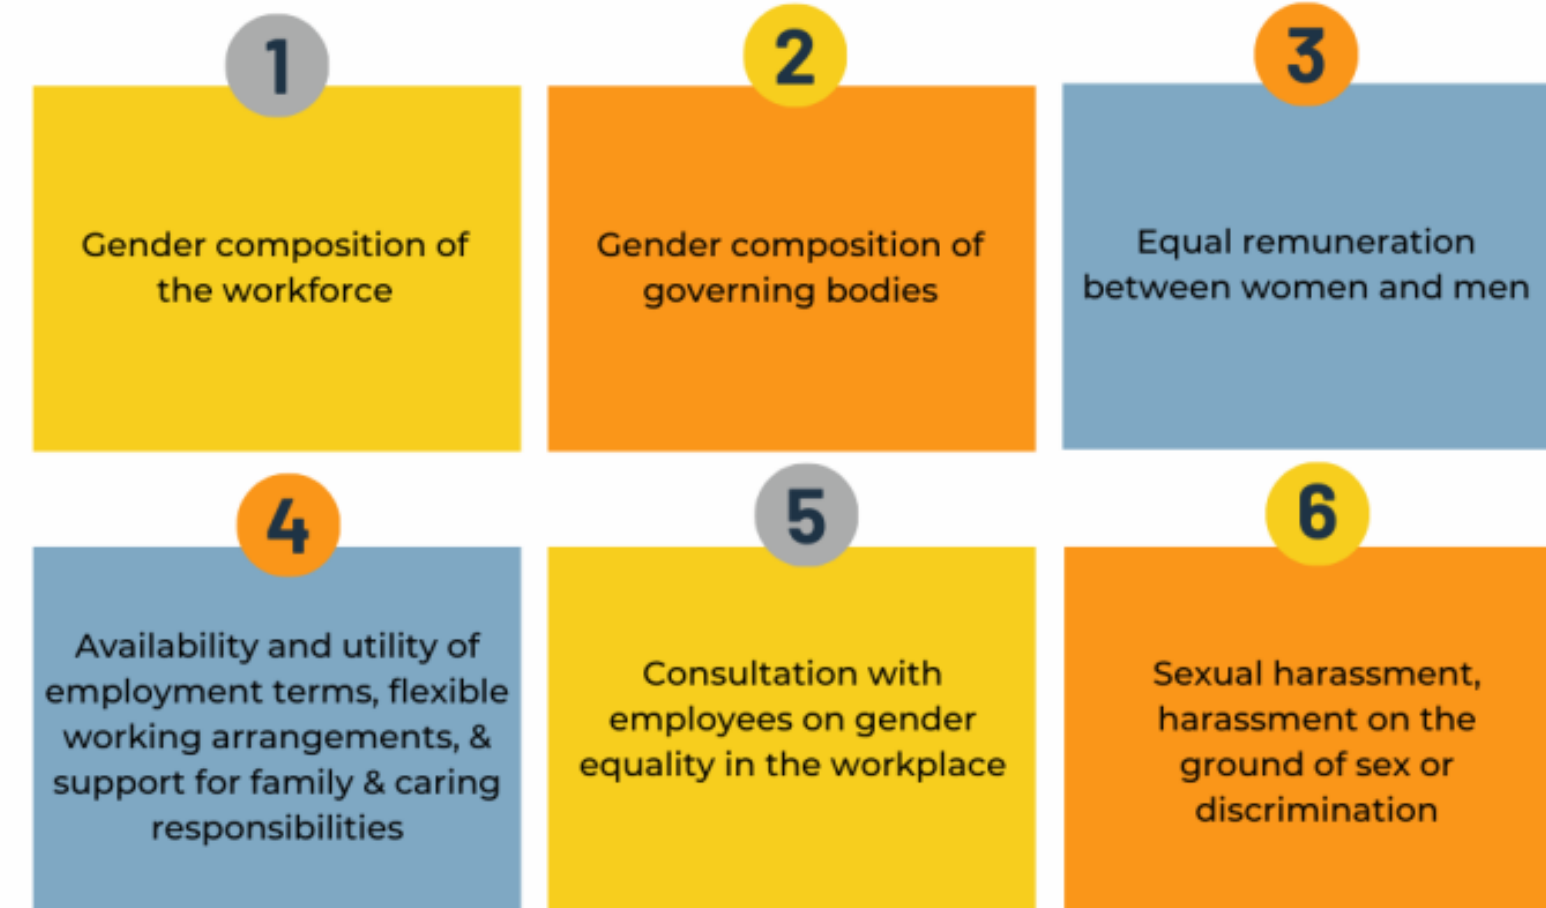 1
Gender composition of
the workforce
2
Gender composition of
governing bodies
3
Equal remuneration
between women and men
4
Availability and utility of
employment terms, flexible
working arrangements, &
support for family & caring
responsibilities
5
Consultation with
employees on gender
equality in the workplace
6
Sexual harassment,
harassment on the
ground of sex or
discrimination